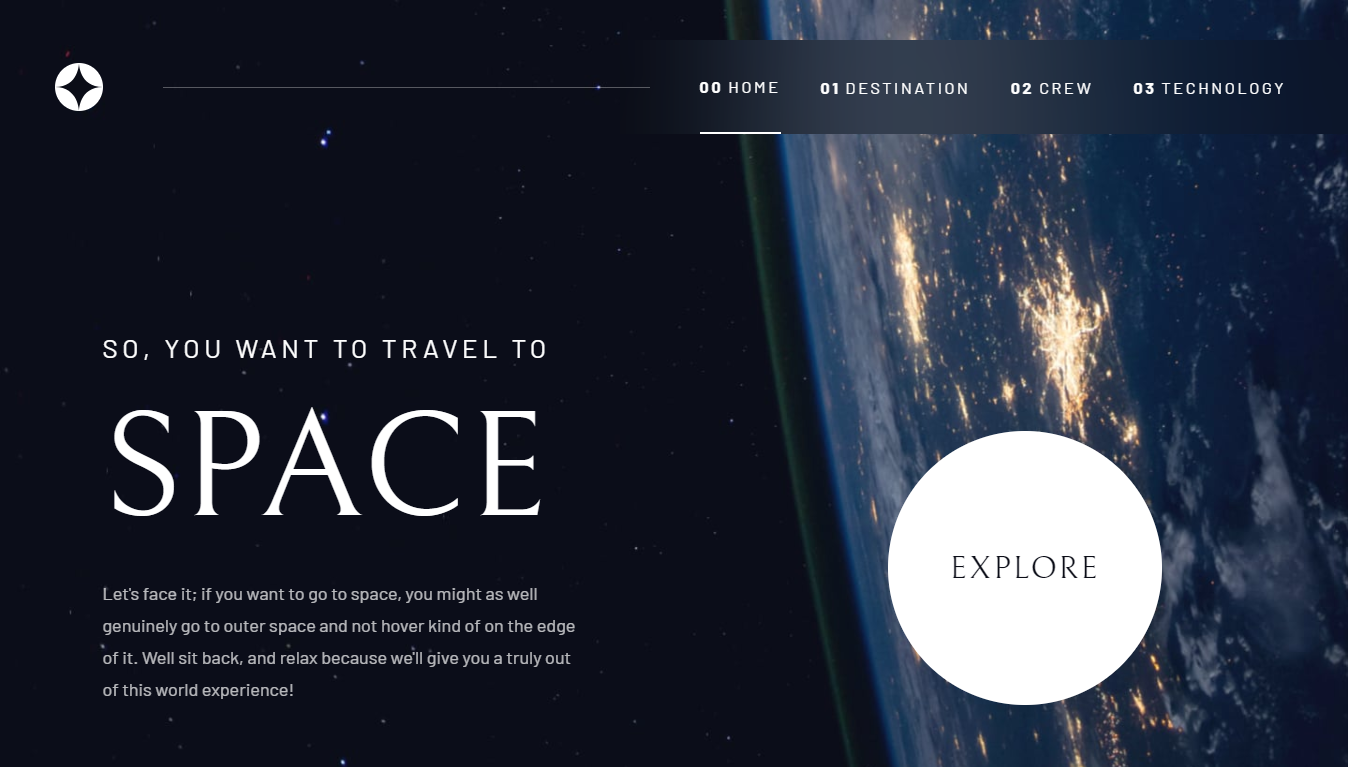 00 HOME 01 DESTINATION 02 CREW 03 TECHNOLOGY
SO, YOU WANT TO TRAVEL TO
SPACE
Let's face it; if you want to go to space, you might as well
genuinely go to outer space and not hover kind of on the edge
of it. Well sit back, and relax because we'll give you a truly out
of this world experience!
EXPLORE